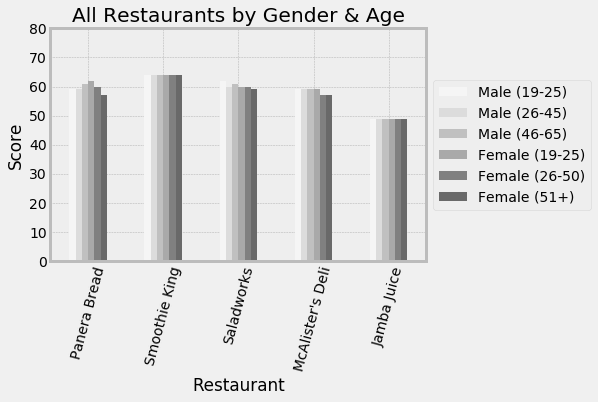 All Restaurants by Gender & Age
80
70
60
50
40
30
20
10
0
Score
Panera Bread
Smoothie King
Saladworks
McAlister's Deli
Jamba Juice
Restaurant
Male (19-25)
Male (26-45)
Male (46-65)
Female (19-25)
Female (26-50)
Female (51+)